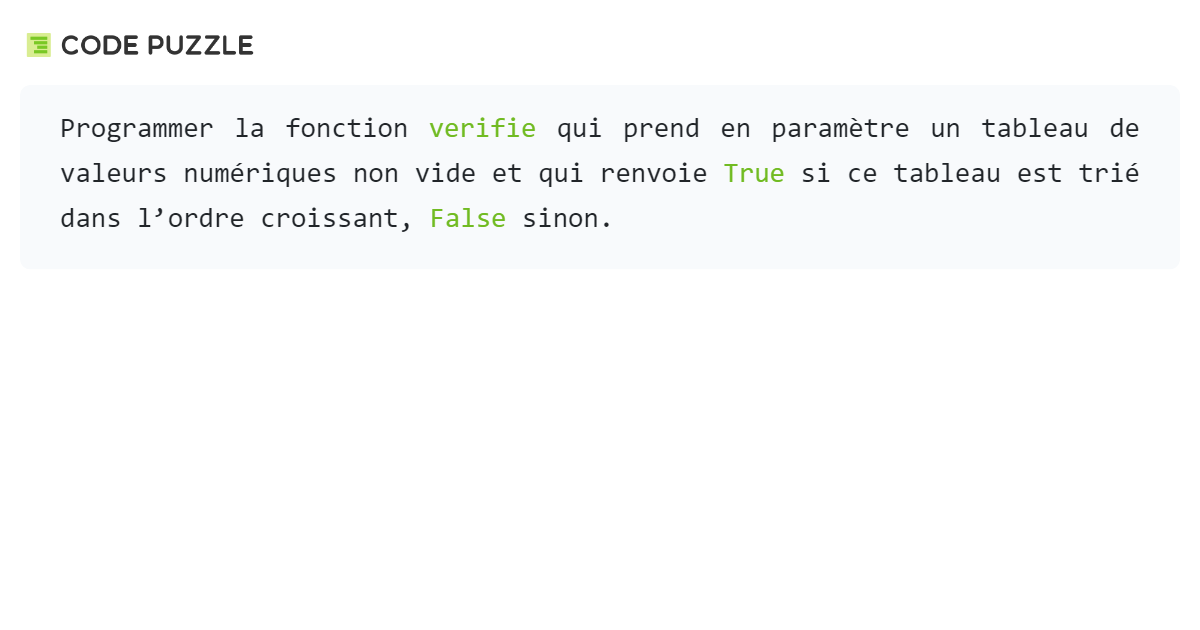 CODE PUZZLE
Programmer la fonction verifie qui prend en paramètre un tableau de
valeurs numériques non vide et qui renvoie True si ce tableau est trié
dans l’ordre croissant, False sinon.